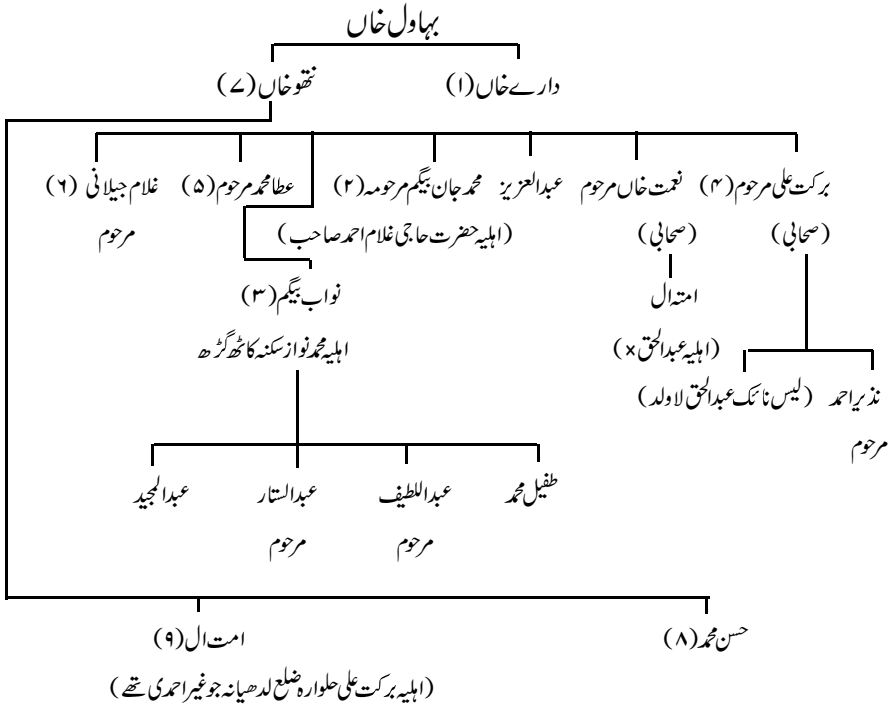 بہاول خاں
دارے خاں (۱) نتھو خاں (۷)
برکت علی مرحوم (۴) نعمت خاں مرحوم عبدالعزیز محمد جان بیگم مرحومہ (۲) عطا محمد مرحوم (۵) غلام جیلانی (۶)
(صحابی) (صحابی) (اہلیہ حضرت حاجی غلام احمد صاحب) مرحوم
امتہ ال نواب بیگم (۳)
(اہلیہ عبدالحق x) اہلیہ محمد نواز سکنہ کاٹھ گڑھ
نذیر احمد (لیس نائک عبدالحق لا ولد)
مرحوم
طفیل محمد عبداللطیف عبدالستار عبدالمجید
مرحوم مرحوم
حسن محمد (۸) امت ال (۹)
(اہلیہ برکت علی حلوارہ ضلع لدھیانہ جو غیر احمدی تھے)